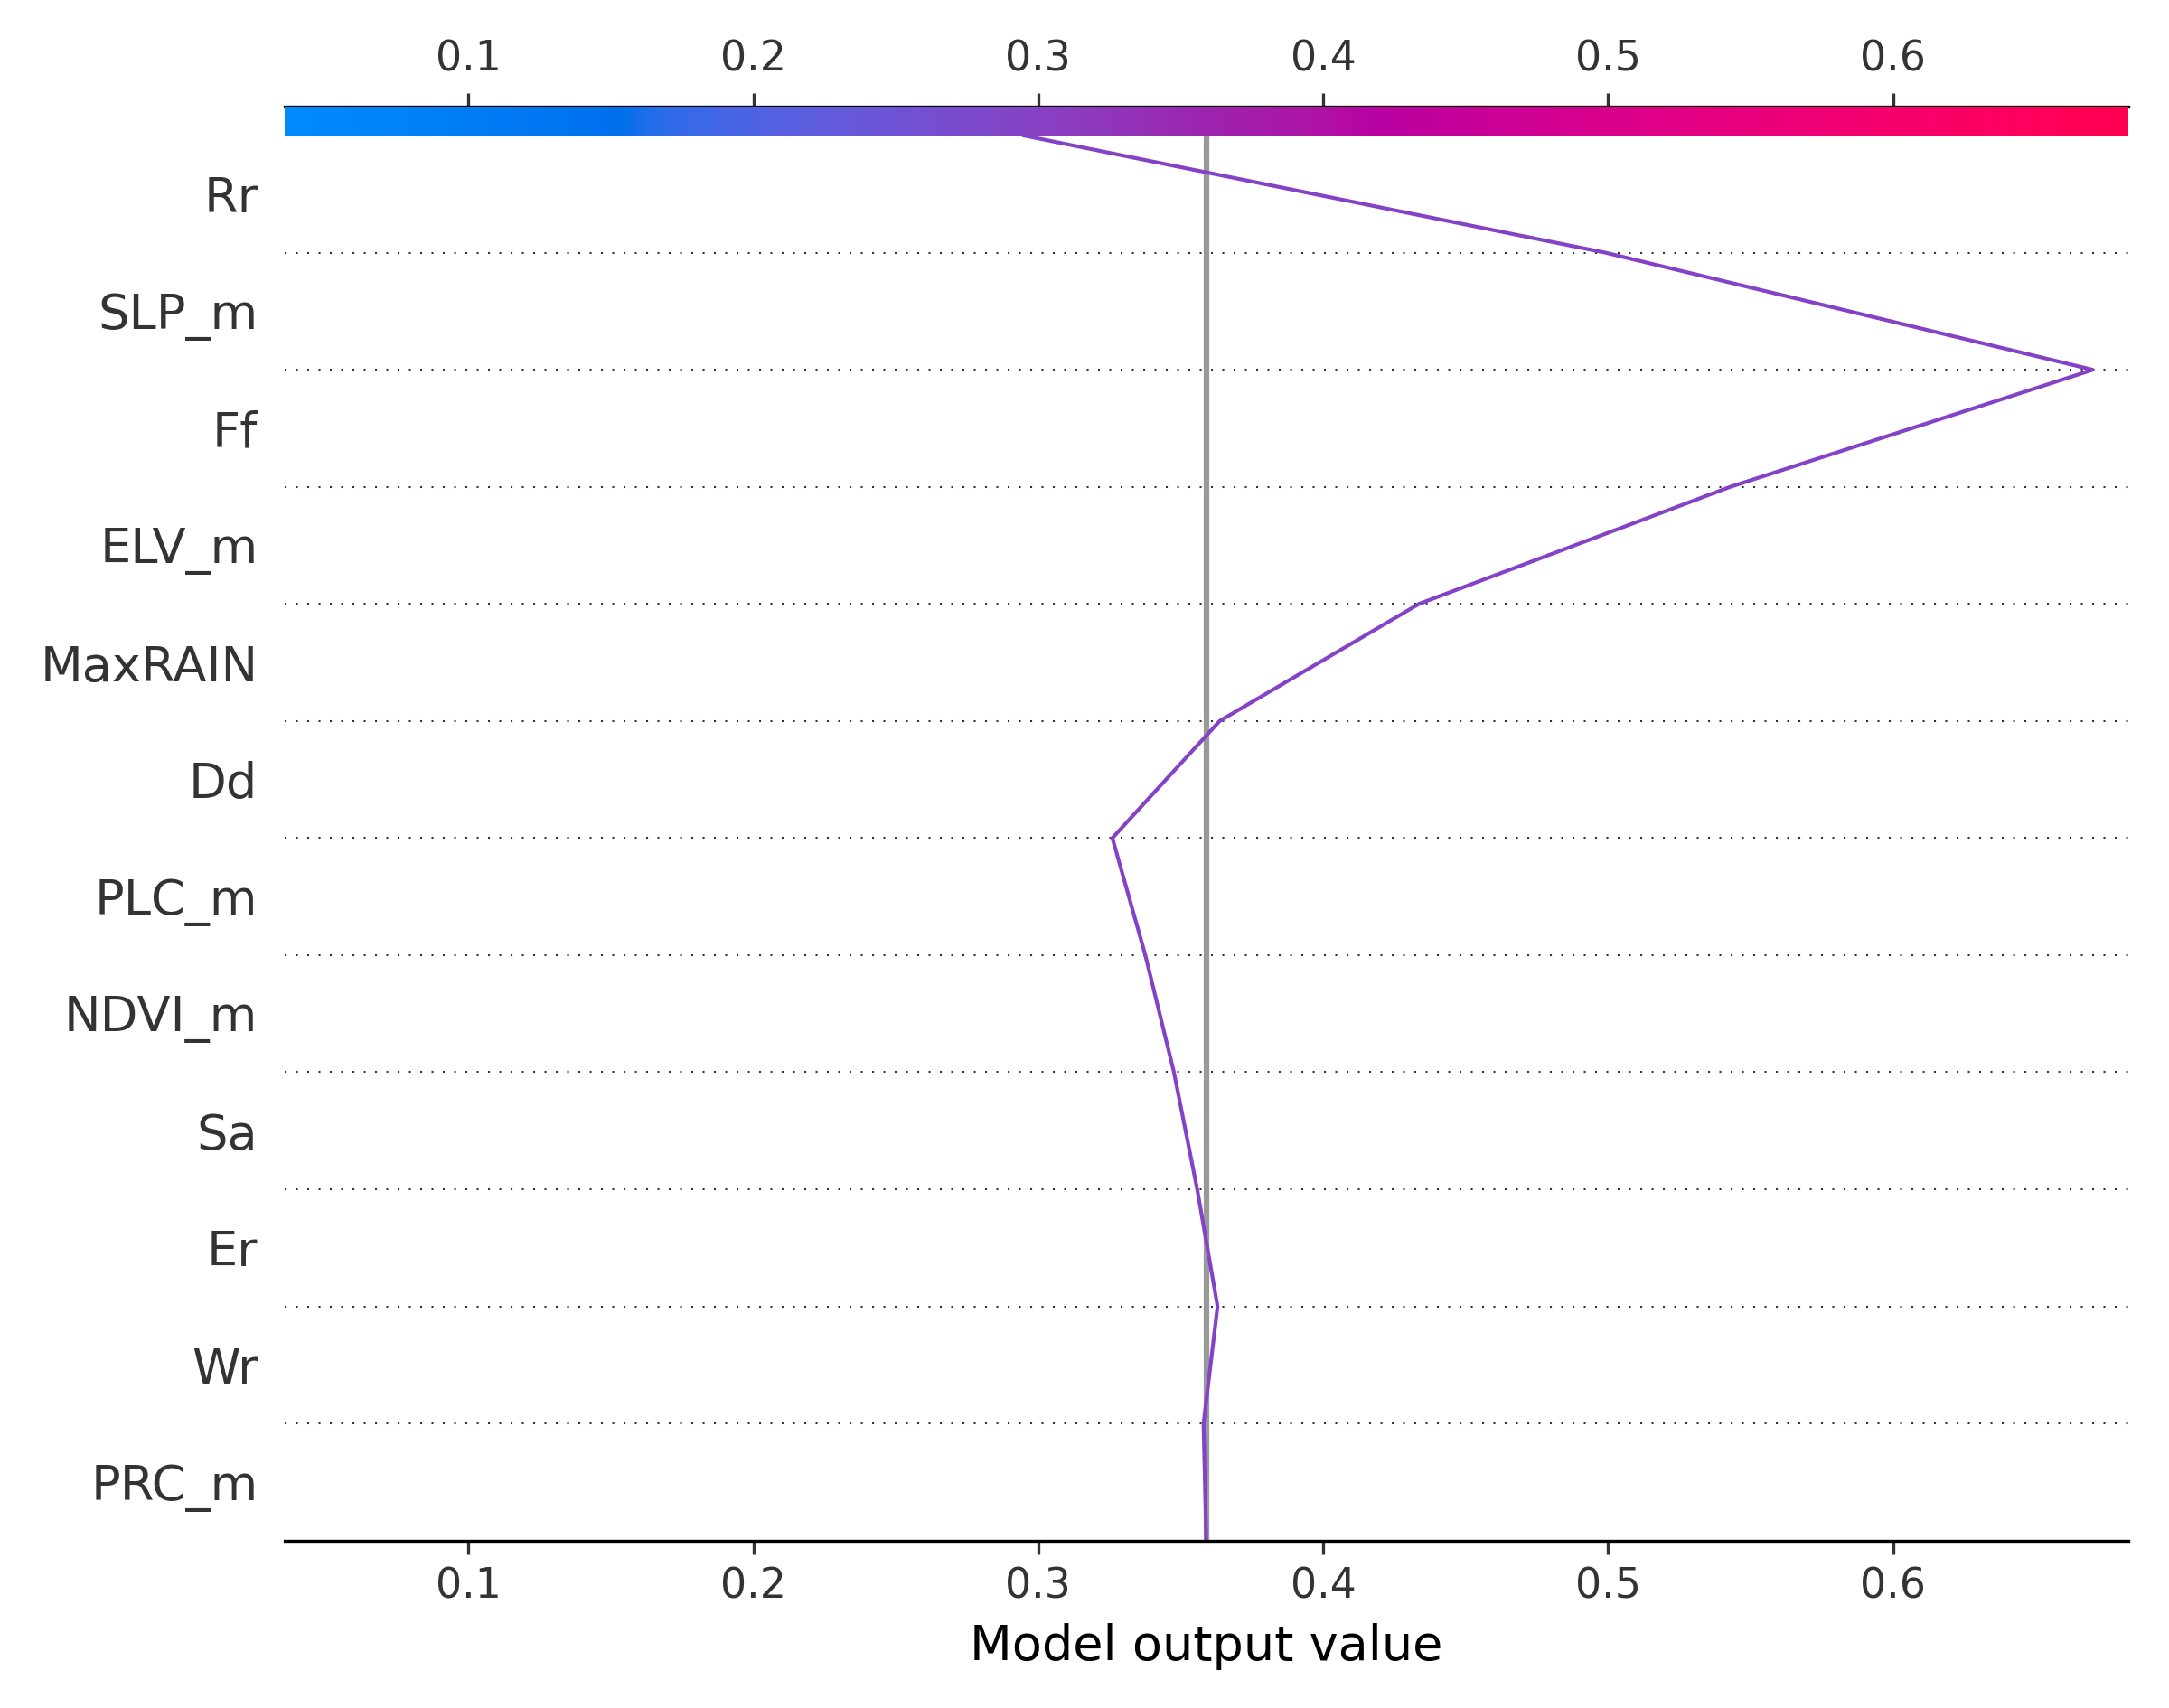 0.1 0.2 0.3 0.4 0.5 0.6
Rr
SLP_m
Ff
ELV_m
MaxRAIN
Dd
PLC_m
NDVI_m
Sa
Er
Wr
PRC_m
0.1 0.2 0.3 0.4 0.5 0.6
Model output value